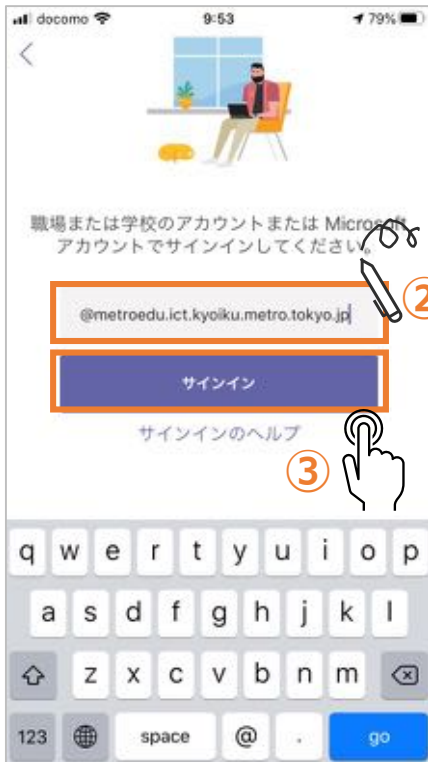 docomo 9:53 79%
職場または学校のアカウントまたは Microsoft
アカウントでサインインしてください。
②
@metroedu.ict.kyoiku.metro.tokyo.jp
サインイン
サインインのヘルプ
③
q w e r t y u i o p
a s d f g h j k l
z x c v b n m
123 space @ . go